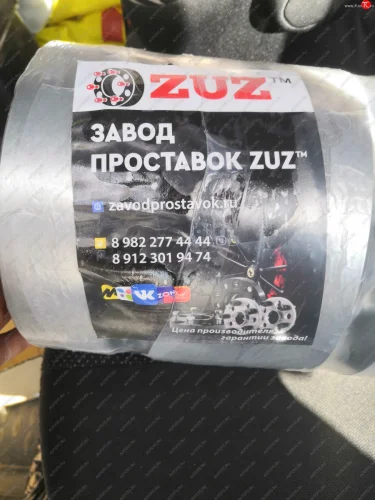 ZUZ™
ЗАВОД
ПРОСТАВОК ZUZ™
zavodprostavok.ru
8 982 277 44 44
8 912 301 94 74
Цена производителя
гарантии завода!